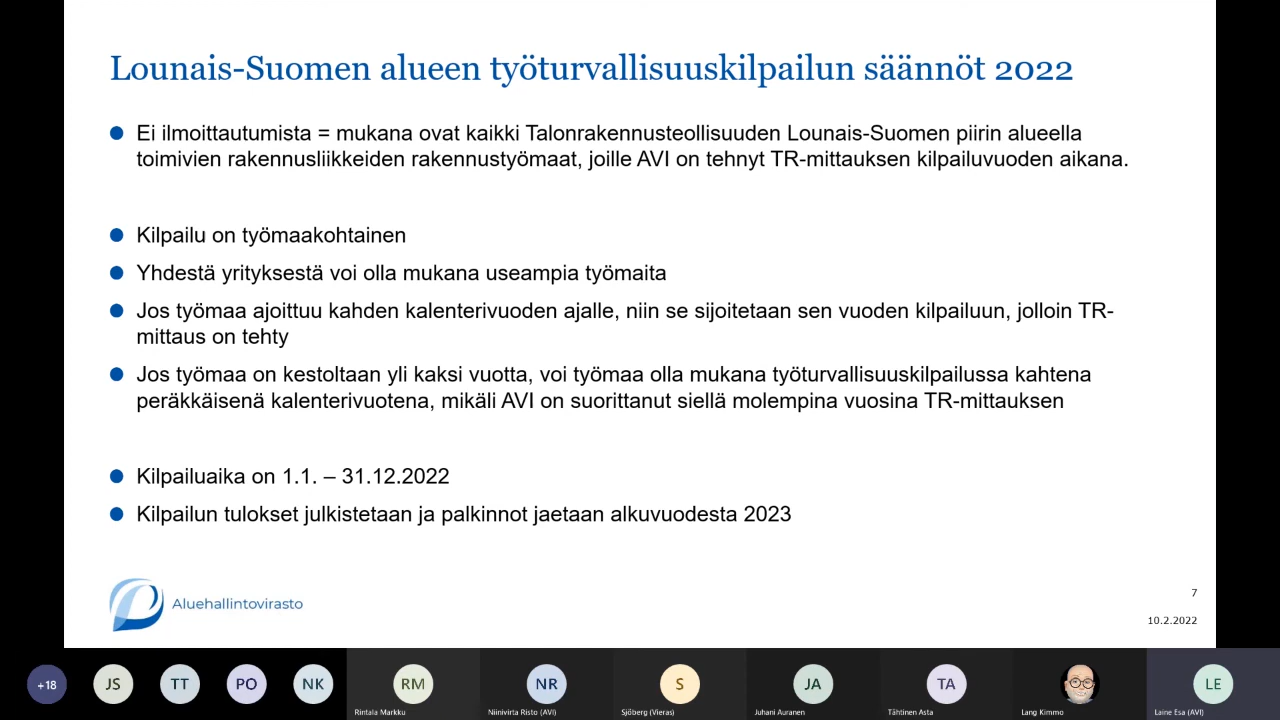 Lounais-Suomen alueen työturvallisuuskilpailun säännöt 2022
Ei ilmoittautumista = mukana ovat kaikki Talonrakennusteollisuuden Lounais-Suomen piirin alueella
toimivien rakennusliikkeiden rakennustyömaat, joille AVI on tehnyt TR-mittauksen kilpailuvuoden aikana.
Kilpailu on työmaakohtainen
Yhdestä yrityksestä voi olla mukana useampia työmaita
Jos työmaa ajoittuu kahden kalenterivuoden ajalle, niin se sijoitetaan sen vuoden kilpailuun, jolloin TR-
mittaus on tehty
Jos työmaa on kestoltaan yli kaksi vuotta, voi työmaa olla mukana työturvallisuuskilpailussa kahtena
peräkkäisenä kalenterivuotena, mikäli AVI on suorittanut siellä molempina vuosina TR-mittauksen
Kilpailuaika on 1.1. – 31.12.2022
Kilpailun tulokset julkistetaan ja palkinnot jaetaan alkuvuodesta 2023
Aluehallintovirasto
7
10.2.2022
+18 JS TT PO NK RM NR S JA TA LE
Rintala Markku Niinivirta Risto (AVI) Sjöberg (Vieras) Juhani Auranen Tähtinen Asta Lang Kimmo Laine Esa (AVI)